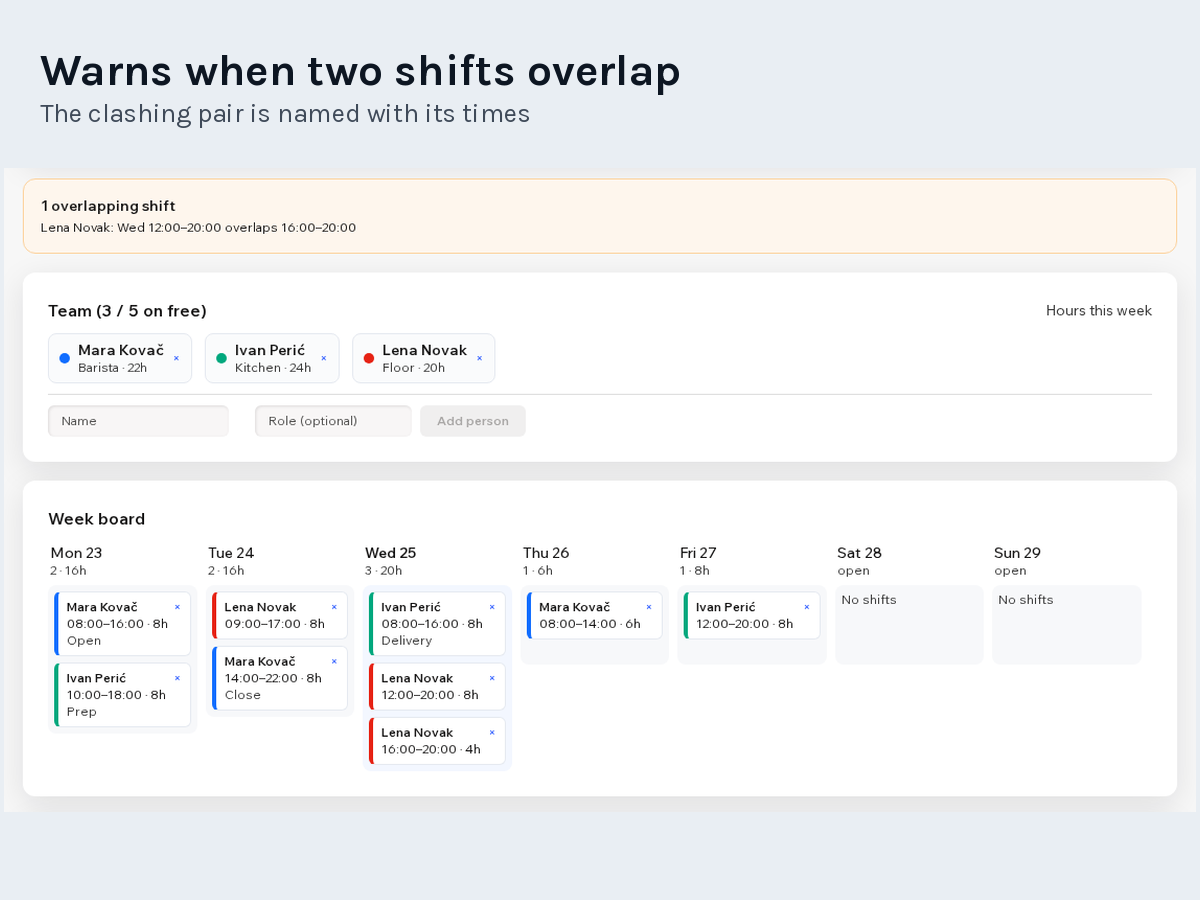 Warns when two shifts overlap
The clashing pair is named with its times
1 overlapping shift
Lena Novak: Wed 12:00–20:00 overlaps 16:00–20:00
Team (3 / 5 on free)
Hours this week
Mara Kovač ×
Barista · 22h
Ivan Perić ×
Kitchen · 24h
Lena Novak ×
Floor · 20h
Name
Role (optional)
Add person
Week board
Mon 23
2 · 16h
Mara Kovač ×
08:00–16:00 · 8h
Open
Ivan Perić ×
10:00–18:00 · 8h
Prep
Tue 24
2 · 16h
Lena Novak ×
09:00–17:00 · 8h
Mara Kovač ×
14:00–22:00 · 8h
Close
Wed 25
3 · 20h
Ivan Perić ×
08:00–16:00 · 8h
Delivery
Lena Novak ×
12:00–20:00 · 8h
Lena Novak ×
16:00–20:00 · 4h
Thu 26
1 · 6h
Mara Kovač ×
08:00–14:00 · 6h
Fri 27
1 · 8h
Ivan Perić ×
12:00–20:00 · 8h
Sat 28
open
No shifts
Sun 29
open
No shifts